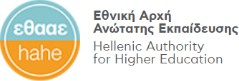 εθααε
hahe
Εθνική Αρχή
Ανώτατης Εκπαίδευσης
Hellenic Authority
for Higher Education